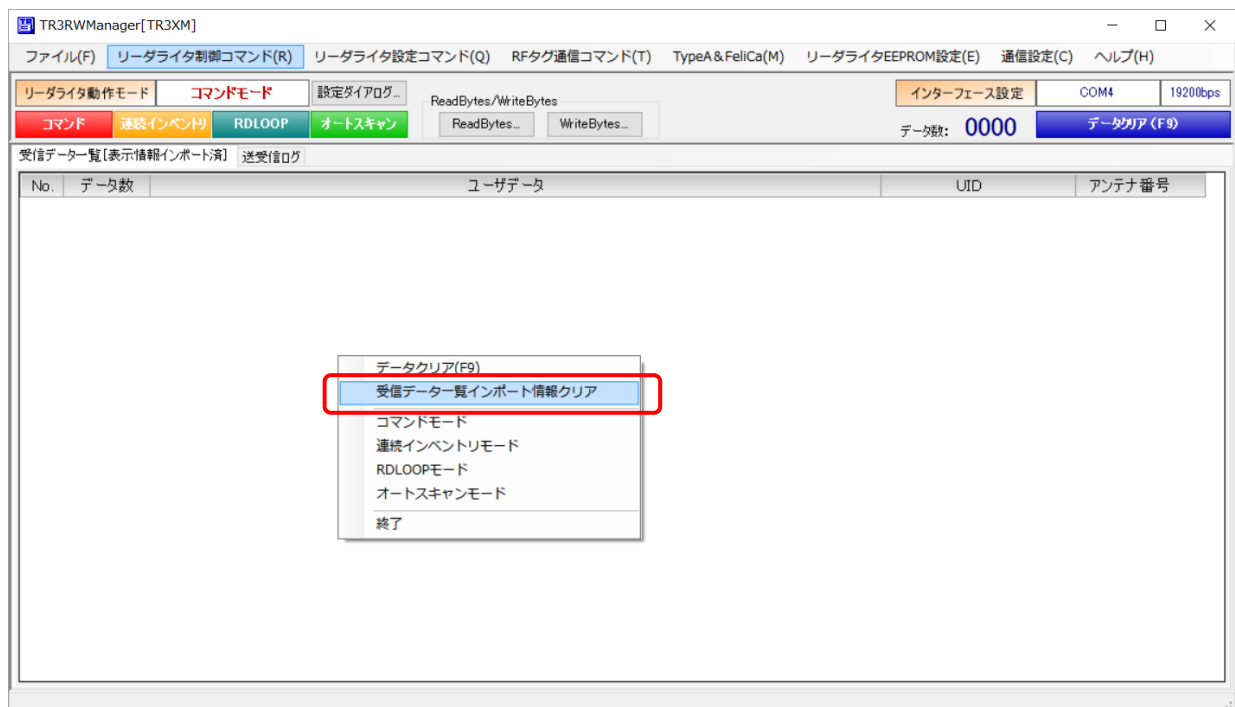 TR3RWManager[TR3XM]
ファイル(F) リーダライタ制御コマンド(R) リーダライタ設定コマンド(Q) RFタグ通信コマンド(T) TypeA&FeliCa(M) リーダライタEEPROM設定(E) 通信設定(C) ヘルプ(H)
リーダライタ動作モード コマンドモード 設定ダイアログ... ReadBytes/WriteBytes インターフェース設定 COM4 19200bps
コマンド 連続インベントリ RDLOOP オートスキャン ReadBytes... WriteBytes... データ数: 0000 データクリア(F9)
受信データ一覧[表示情報インポート済] 送受信ログ
No. データ数 ユーザデータ UID アンテナ番号
データクリア(F9)
受信データ一覧インポート情報クリア
コマンドモード
連続インベントリモード
RDLOOPモード
オートスキャンモード
終了